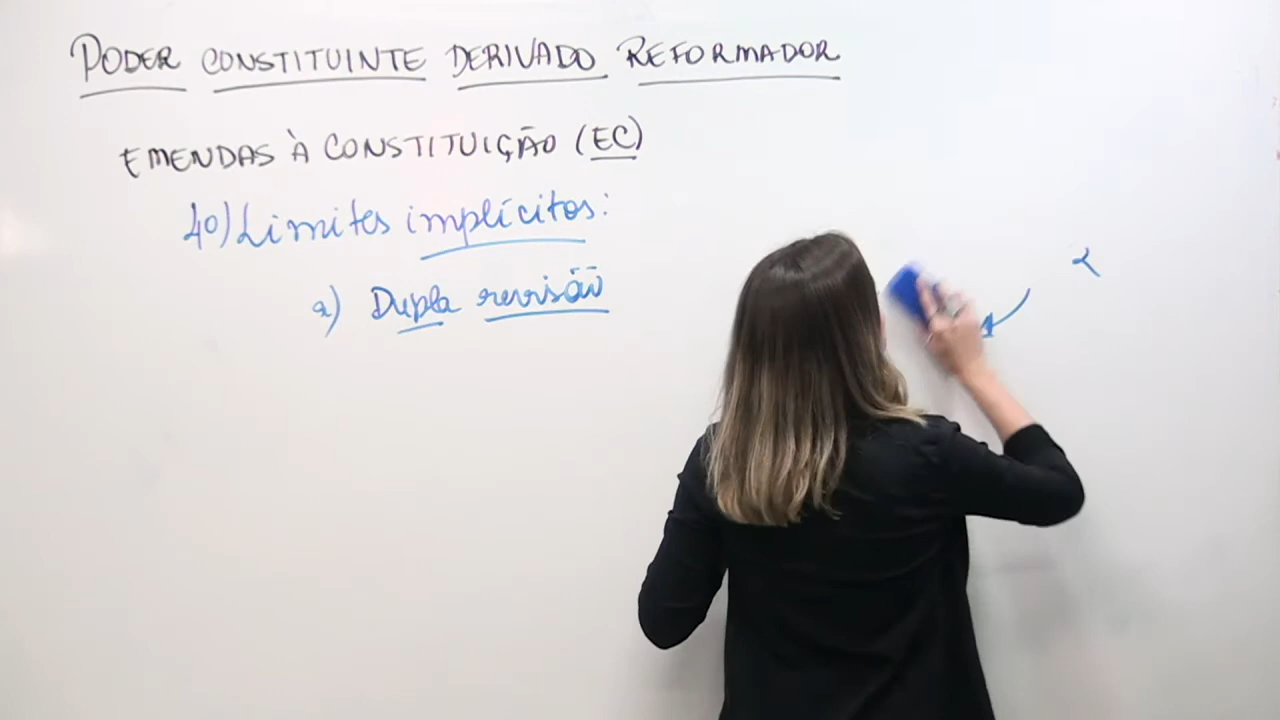 PODER CONSTITUINTE DERIVADO REFORMADOR
EMENDAS À CONSTITUIÇÃO (EC)
4º) Limites implícitos:
a) Dupla revisão